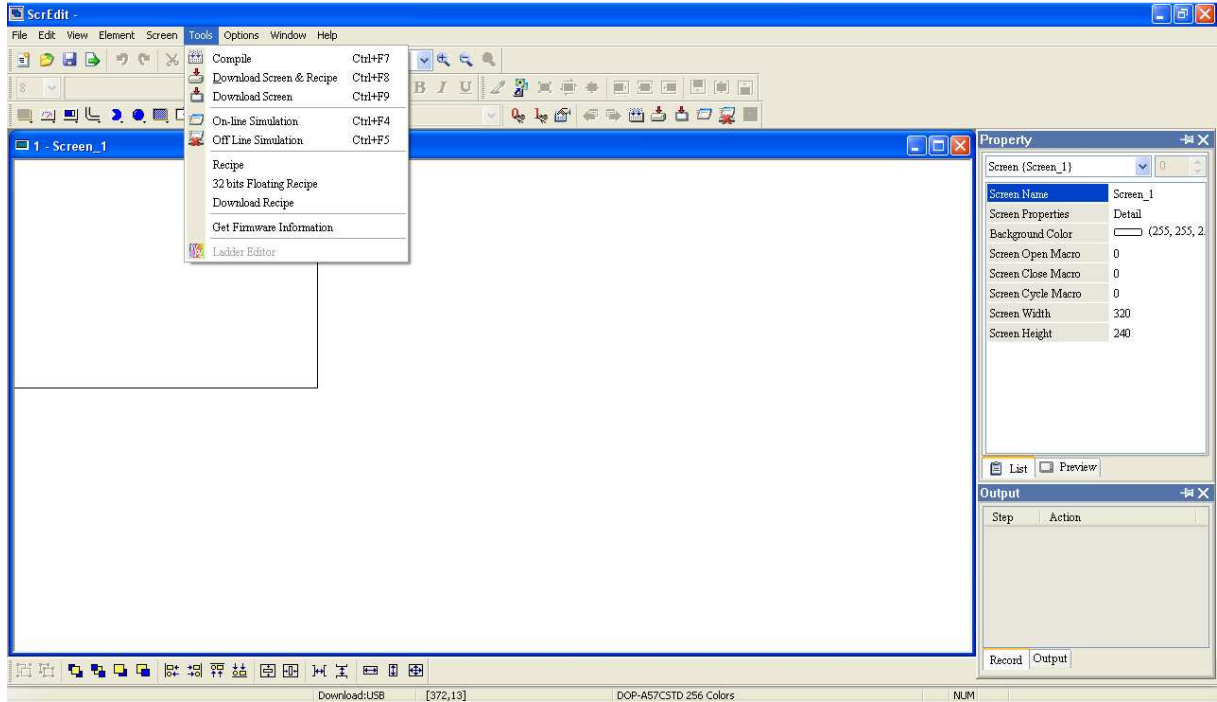 ScrEdit -
File Edit View Element Screen Tools Options Window Help
Compile Ctrl+F7
Download Screen & Recipe Ctrl+F8
Download Screen Ctrl+F9
On-line Simulation Ctrl+F4
Off Line Simulation Ctrl+F5
Recipe
32 bits Floating Recipe
Download Recipe
Get Firmware Information
Ladder Editor
8
B I U
1 - Screen_1
Property
Screen {Screen_1} 0
Screen Name Screen_1
Screen Properties Detail
Background Color (255, 255, 2
Screen Open Macro 0
Screen Close Macro 0
Screen Cycle Macro 0
Screen Width 320
Screen Height 240
List Preview
Output
Step Action
Record Output
Download:USB [372,13] DOP-A57CSTD 256 Colors NUM